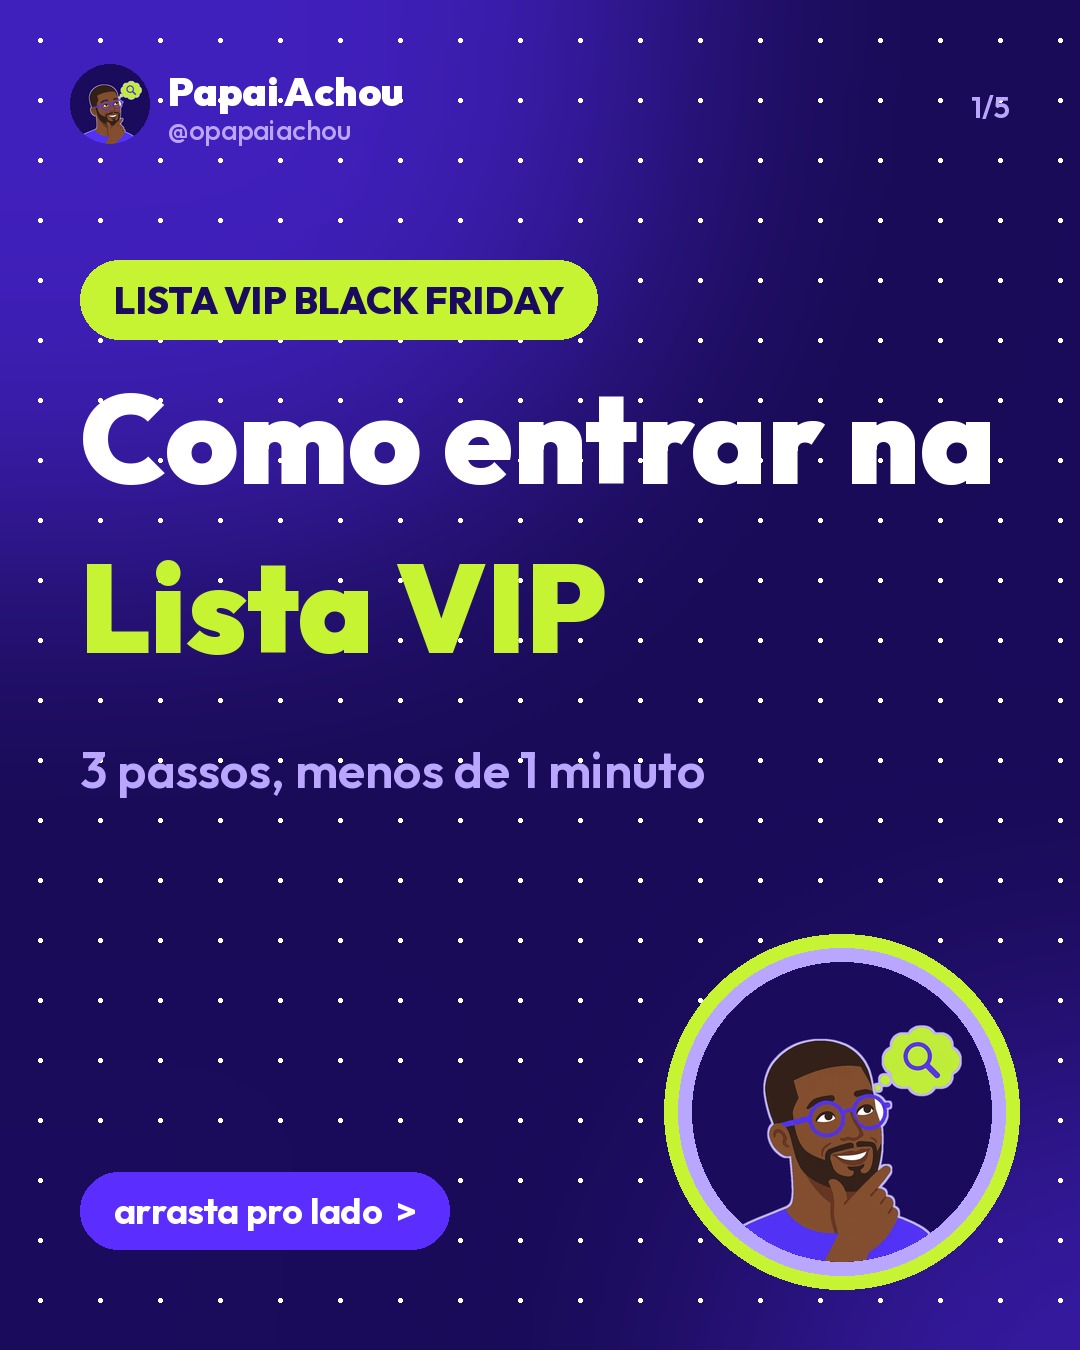 PapaiAchou
@opapaiachou
1/5
LISTA VIP BLACK FRIDAY
Como entrar na
Lista VIP
3 passos, menos de 1 minuto
arrasta pro lado >